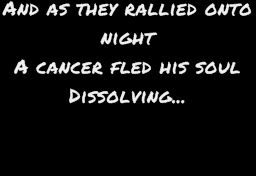 And as they rallied onto
night
A cancer fled his soul
Dissolving...